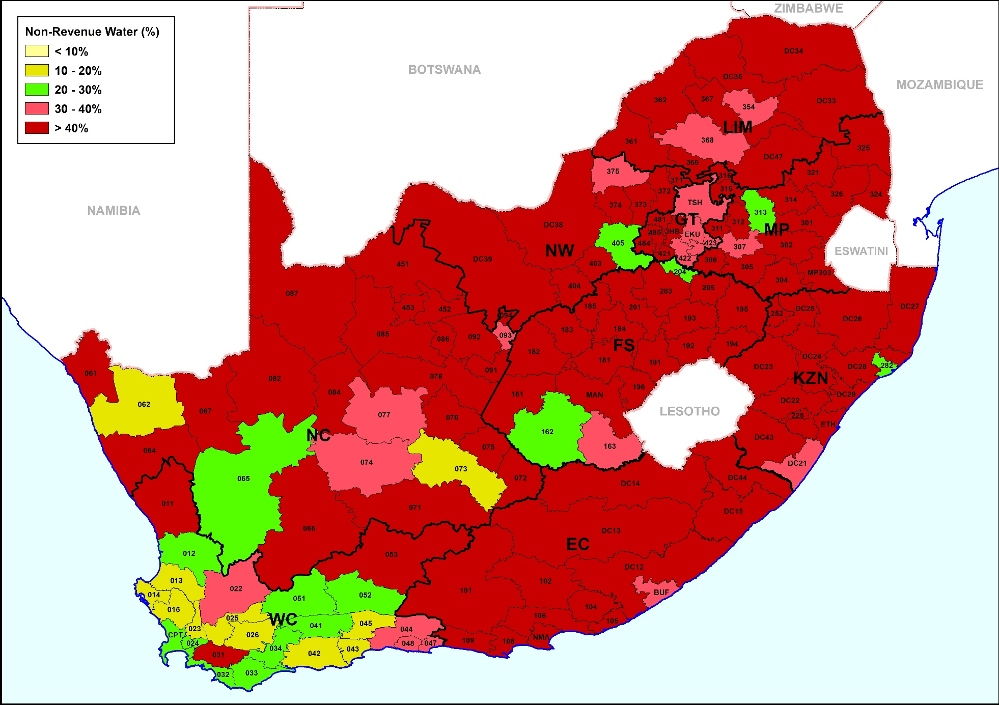 ZIMBABWE
Non-Revenue Water (%)
< 10%
10 - 20%
20 - 30%
30 - 40%
> 40%
BOTSWANA
MOZAMBIQUE
NAMIBIA
ESWATINI
LESOTHO
DC34
DC35
362
367
354
DC33
LIM
361
368
325
DC47
366
375
316
321
371
315
372
326
324
314
TSH
374
373
313
GT
481
312
301
DC38
311
MP
JHB
485
EKU
405
484
423
307
302
NW
421
422
DC39
403
306
451
305
204
MP303
304
404
205
203
087
DC25
453
452
185
201
195
DC27
252
094
193
DC26
184
183
085
093
092
086
194
FS
192
182
DC24
181
191
282
DC23
DC28
091
061
078
082
KZN
196
084
161
MAN
DC29
DC22
062
067
077
225
076
ETH
162
NC
DC43
163
075
064
074
DC21
073
065
072
DC44
DC14
011
071
DC15
066
DC13
EC
012
053
DC12
013
102
022
101
BUF
014
052
051
104
015
106
025
WC
105
045
041
023
044
026
CPT
NMA
109
108
024
048
047
034
043
031
042
033
032